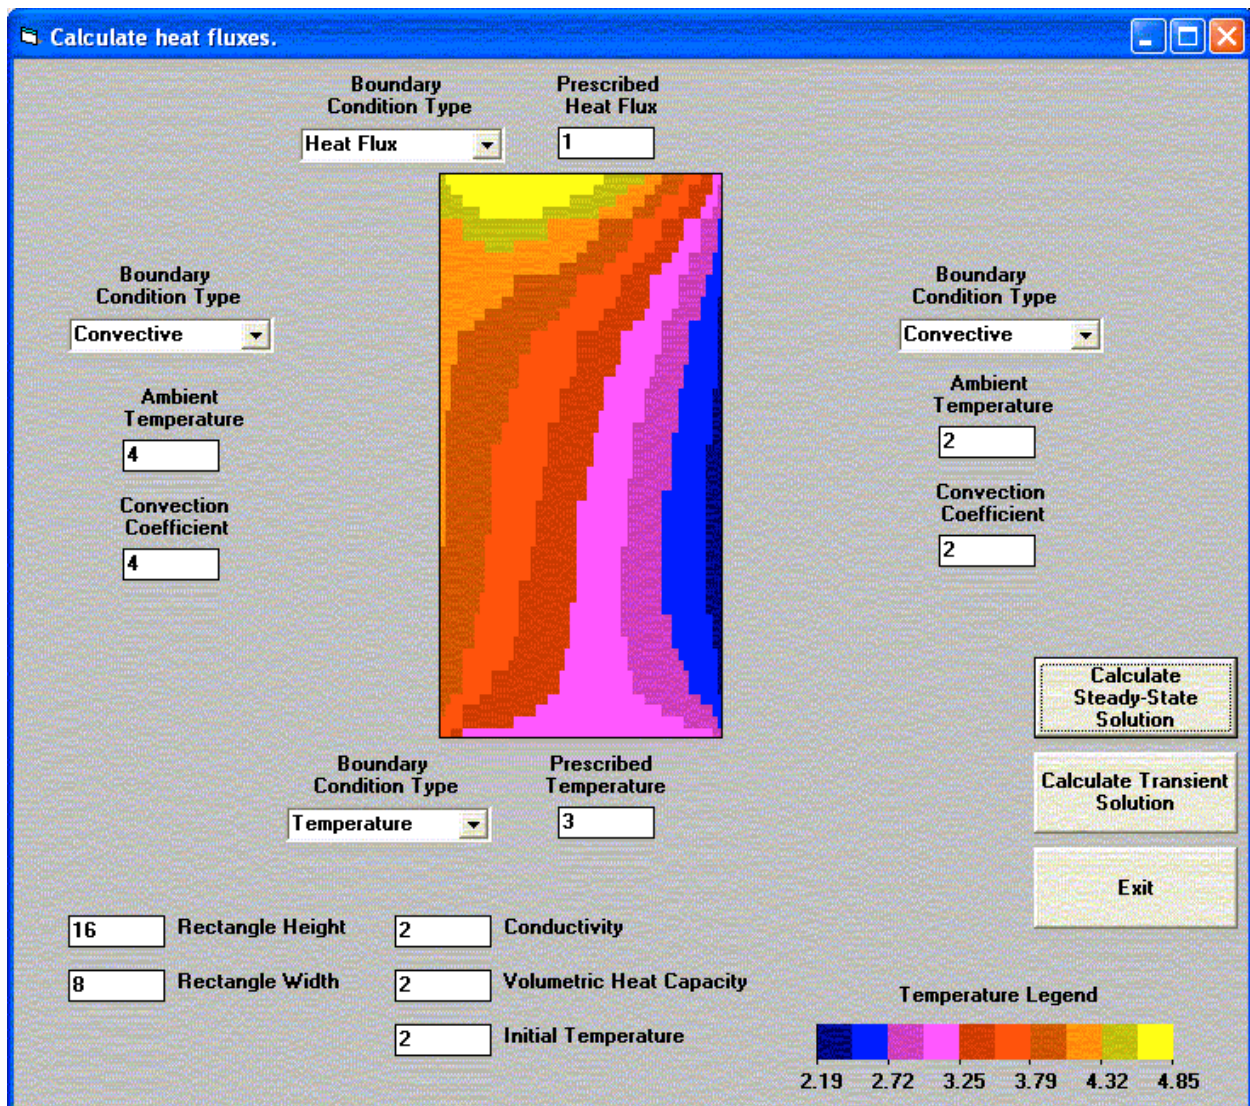 Calculate heat fluxes.
Boundary
Condition Type
Prescribed
Heat Flux
Heat Flux
1
Boundary
Condition Type
Convective
Ambient
Temperature
4
Convection
Coefficient
4
Boundary
Condition Type
Convective
Ambient
Temperature
2
Convection
Coefficient
2
Boundary
Condition Type
Prescribed
Temperature
Temperature
3
Calculate
Steady-State
Solution
Calculate Transient
Solution
Exit
16 Rectangle Height
2 Conductivity
8 Rectangle Width
2 Volumetric Heat Capacity
2 Initial Temperature
Temperature Legend
2.19 2.72 3.25 3.79 4.32 4.85